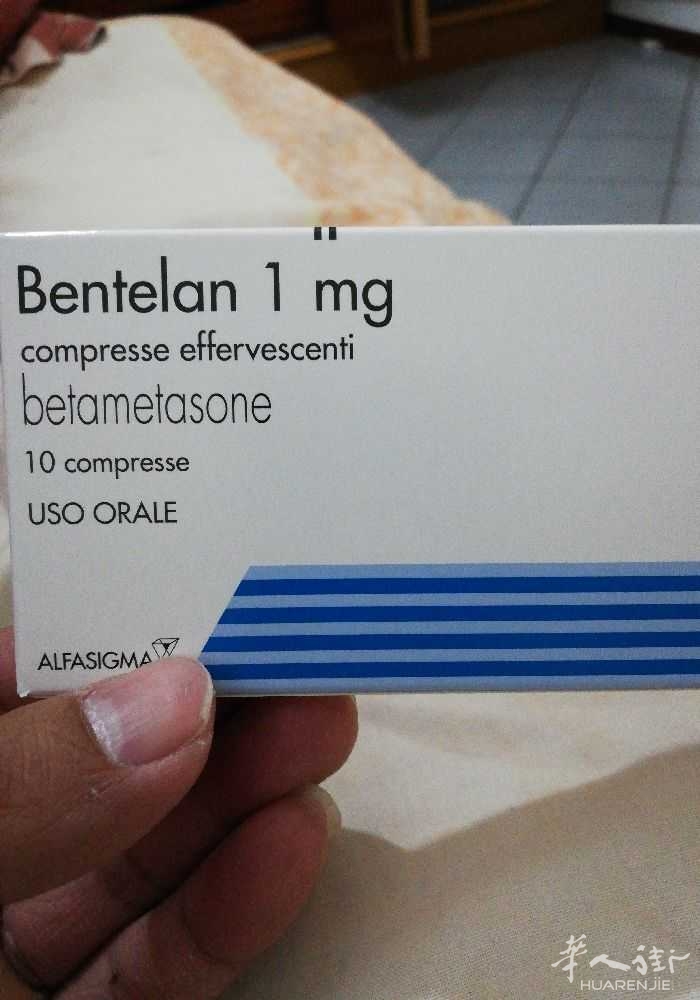 Bentelan 1 mg
compresse effervescenti
betametasone
10 compresse
USO ORALE
ALFASIGMA
华人街
HUARENJIE